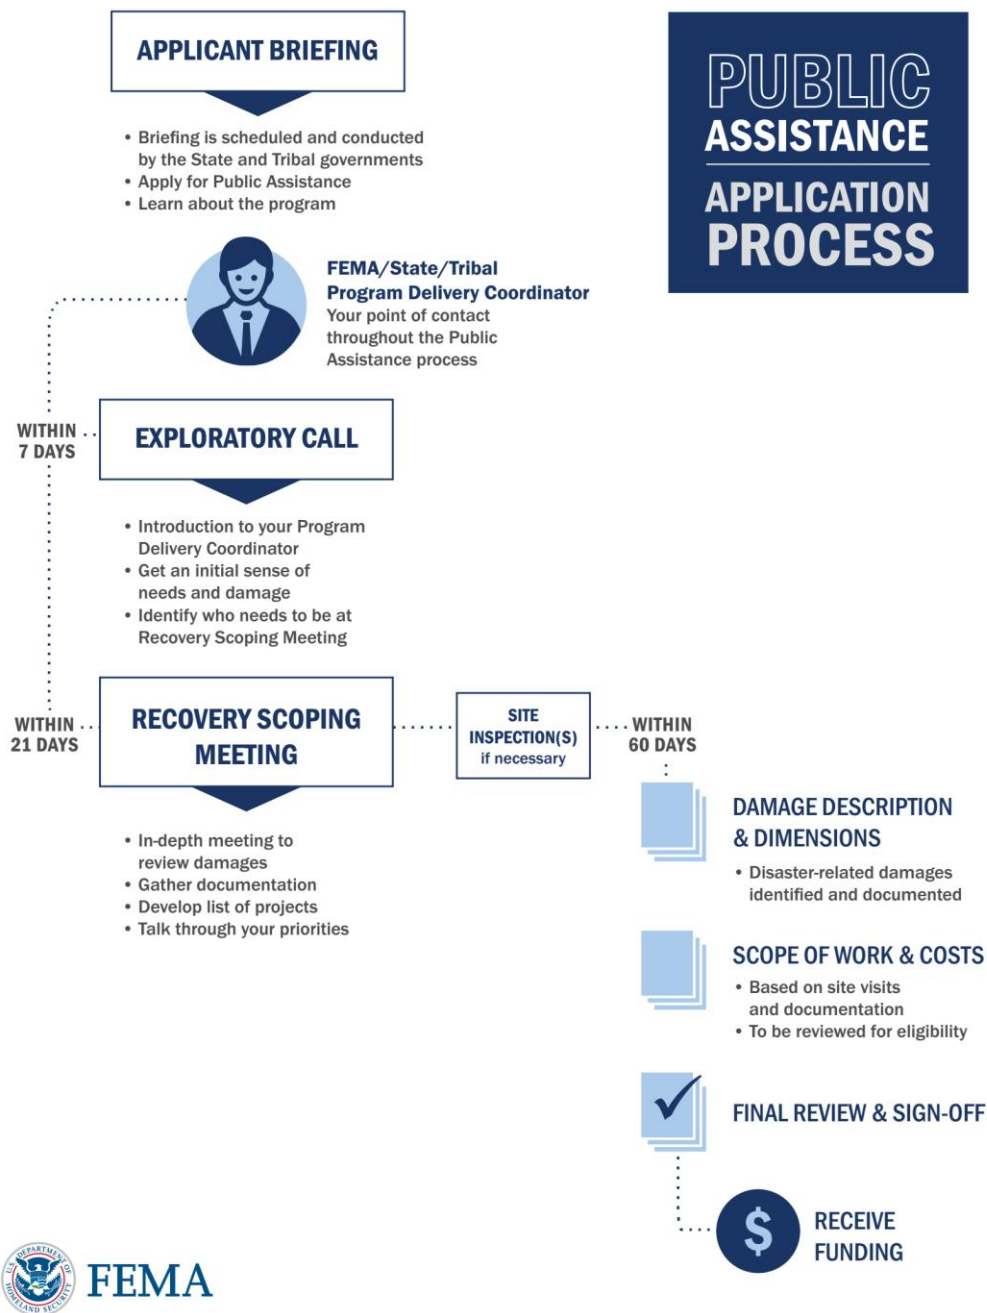 APPLICANT BRIEFING
• Briefing is scheduled and conducted
by the State and Tribal governments
• Apply for Public Assistance
• Learn about the program
PUBLIC
ASSISTANCE
APPLICATION
PROCESS
FEMA/State/Tribal
Program Delivery Coordinator
Your point of contact
throughout the Public
Assistance process
WITHIN
7 DAYS
EXPLORATORY CALL
• Introduction to your Program
Delivery Coordinator
• Get an initial sense of
needs and damage
• Identify who needs to be at
Recovery Scoping Meeting
WITHIN
21 DAYS
RECOVERY SCOPING
MEETING
• In-depth meeting to
review damages
• Gather documentation
• Develop list of projects
• Talk through your priorities
SITE
INSPECTION(S)
if necessary
WITHIN
60 DAYS
DAMAGE DESCRIPTION
& DIMENSIONS
• Disaster-related damages
identified and documented
SCOPE OF WORK & COSTS
• Based on site visits
and documentation
• To be reviewed for eligibility
FINAL REVIEW & SIGN-OFF
$
RECEIVE
FUNDING
U.S. DEPARTMENT OF
HOMELAND SECURITY
FEMA